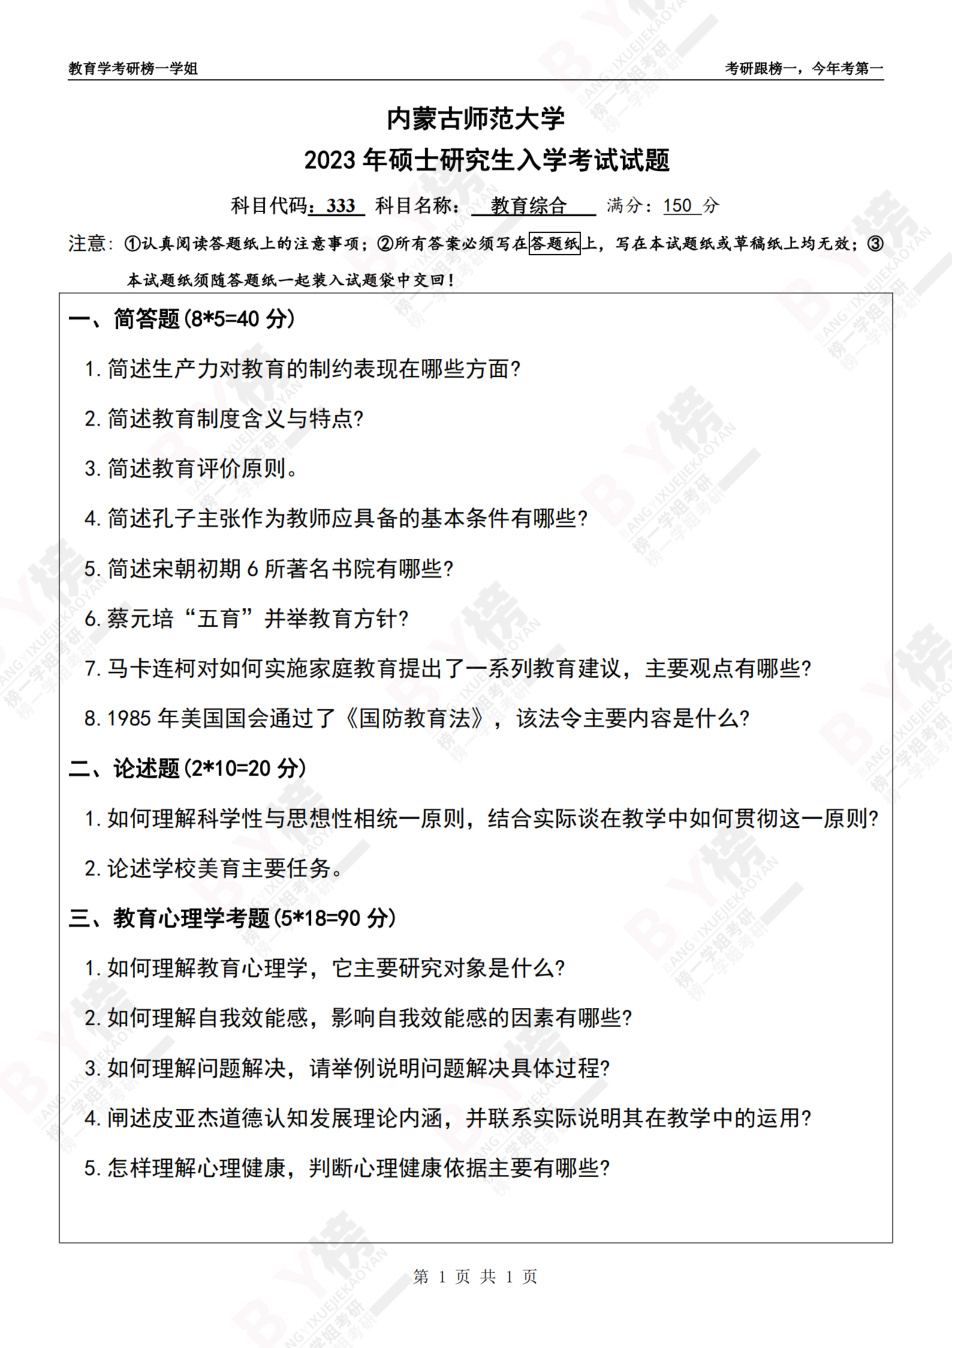 教育学考研榜一学姐 考研跟榜一，今年考第一
内蒙古师范大学
2023 年硕士研究生入学考试试题
科目代码：333 科目名称： 教育综合 满分：150 分
注意：①认真阅读答题纸上的注意事项；②所有答案必须写在答题纸上，写在本试题纸或草稿纸上均无效；③
本试题纸须随答题纸一起装入试题袋中交回！
一、简答题(8*5=40 分)
1.简述生产力对教育的制约表现在哪些方面?
2.简述教育制度含义与特点?
3.简述教育评价原则。
4.简述孔子主张作为教师应具备的基本条件有哪些?
5.简述宋朝初期 6 所著名书院有哪些?
6.蔡元培“五育”并举教育方针?
7.马卡连柯对如何实施家庭教育提出了一系列教育建议，主要观点有哪些?
8.1985 年美国国会通过了《国防教育法》，该法令主要内容是什么?
二、论述题(2*10=20 分)
1.如何理解科学性与思想性相统一原则，结合实际谈在教学中如何贯彻这一原则?
2.论述学校美育主要任务。
三、教育心理学考题(5*18=90 分)
1.如何理解教育心理学，它主要研究对象是什么?
2.如何理解自我效能感，影响自我效能感的因素有哪些?
3.如何理解问题解决，请举例说明问题解决具体过程?
4.阐述皮亚杰道德认知发展理论内涵，并联系实际说明其在教学中的运用?
5.怎样理解心理健康，判断心理健康依据主要有哪些?
第 1 页 共 1 页
BY榜
BANGYIXUEJIEKAOYAN
榜一学姐考研